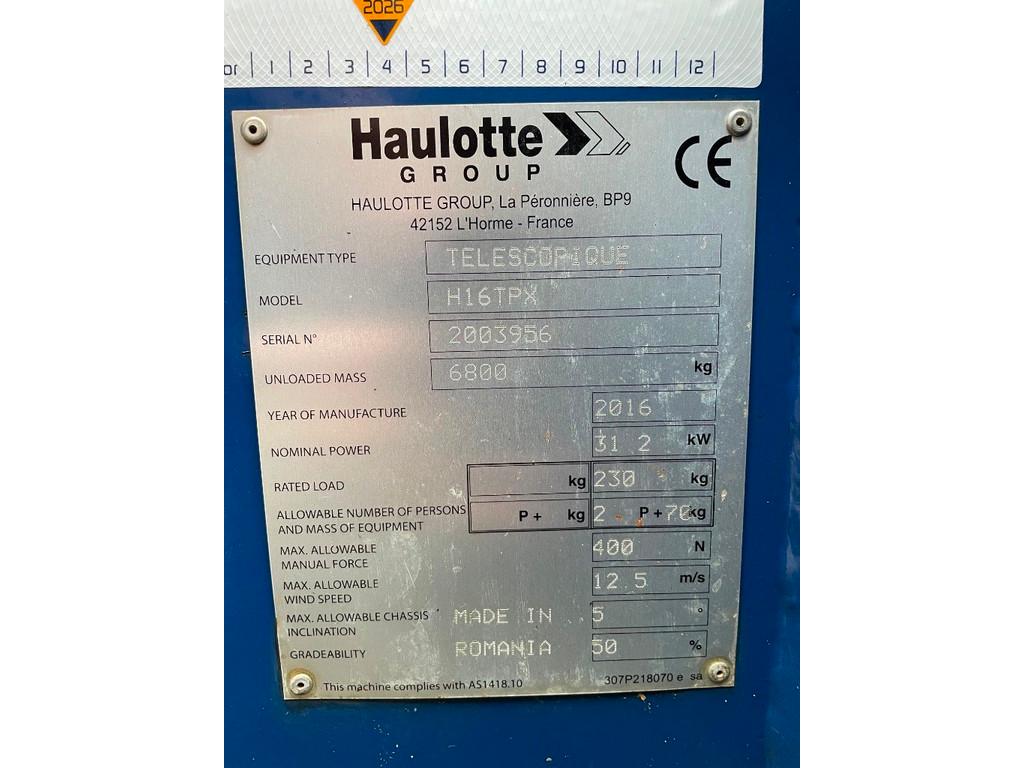 2026
or 1 2 3 4 5 6 7 8 9 10 11 12
Haulotte
GROUP
CE
HAULOTTE GROUP, La Péronnière, BP9
42152 L'Horme - France
EQUIPMENT TYPE TELESCOPIQUE
MODEL H16TPX
SERIAL N° 2003956
UNLOADED MASS 6800 kg
YEAR OF MANUFACTURE 2016
NOMINAL POWER 31 2 kW
RATED LOAD kg 230 kg
ALLOWABLE NUMBER OF PERSONS
AND MASS OF EQUIPMENT P + kg 2 P + 70kg
MAX. ALLOWABLE
MANUAL FORCE 400 N
MAX. ALLOWABLE
WIND SPEED 12.5 m/s
MAX. ALLOWABLE CHASSIS
INCLINATION MADE IN 5 °
GRADEABILITY ROMANIA 50 %
This machine complies with AS1418.10 307P218070 e sa